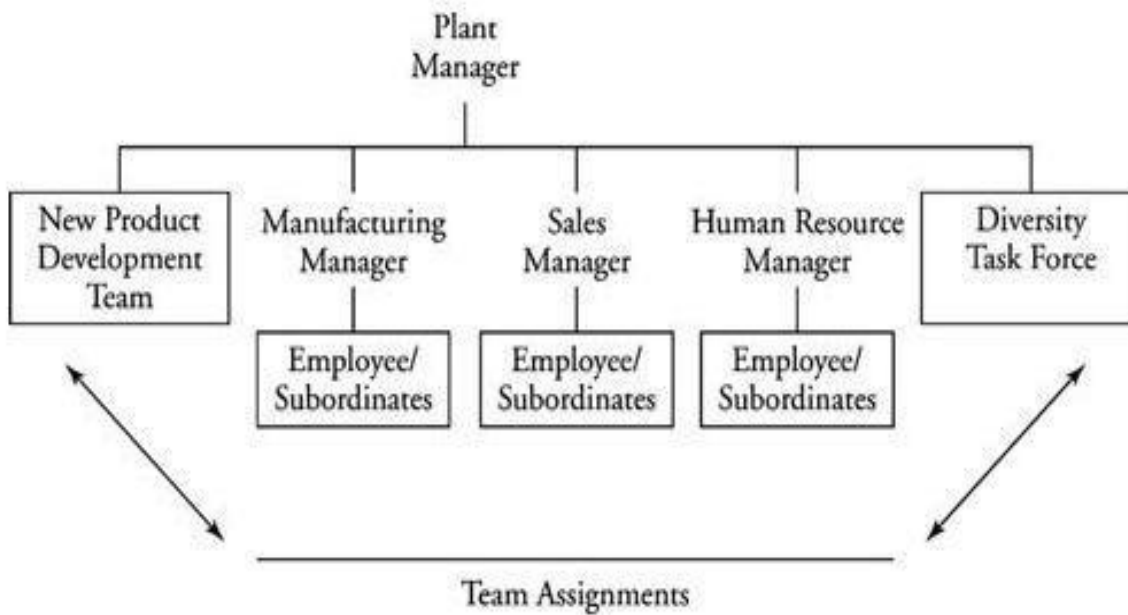 Plant
Manager
New Product
Development
Team
Manufacturing
Manager
Sales
Manager
Human Resource
Manager
Diversity
Task Force
Employee/
Subordinates
Employee/
Subordinates
Employee/
Subordinates
Team Assignments